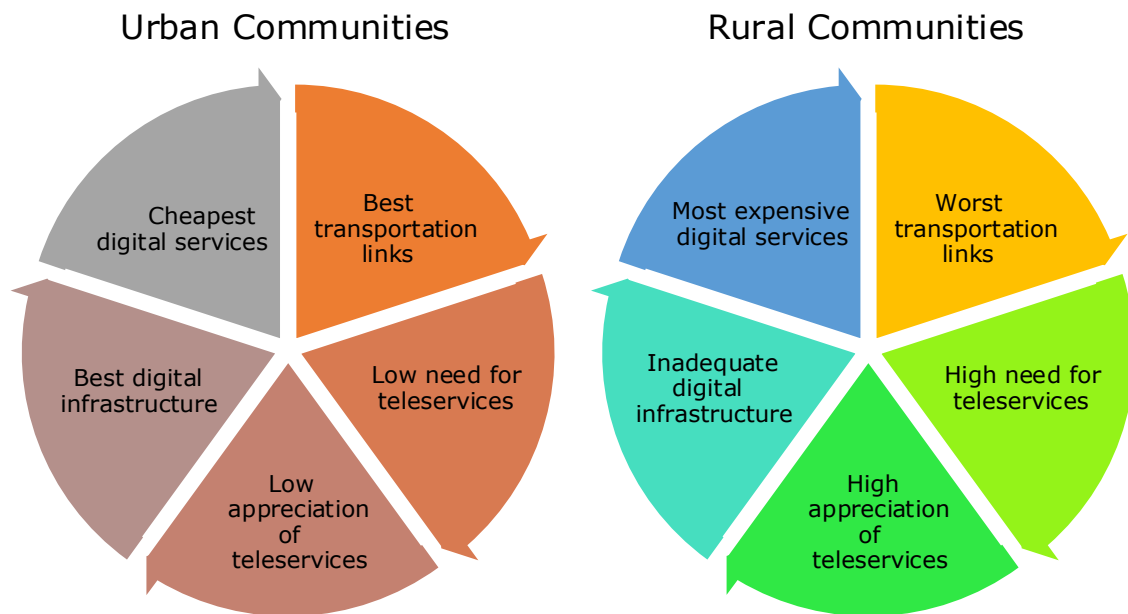 Urban Communities
Cheapest
digital services
Best
transportation
links
Low need for
teleservices
Low
appreciation
of
teleservices
Best digital
infrastructure
Rural Communities
Most expensive
digital services
Worst
transportation
links
High need for
teleservices
High
appreciation
of
teleservices
Inadequate
digital
infrastructure